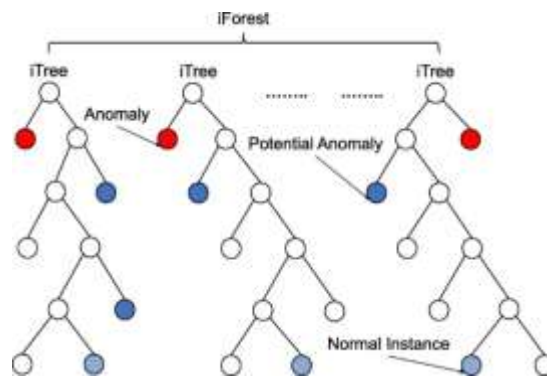 iForest
iTree
iTree
iTree
Anomaly
Potential Anomaly
Normal Instance